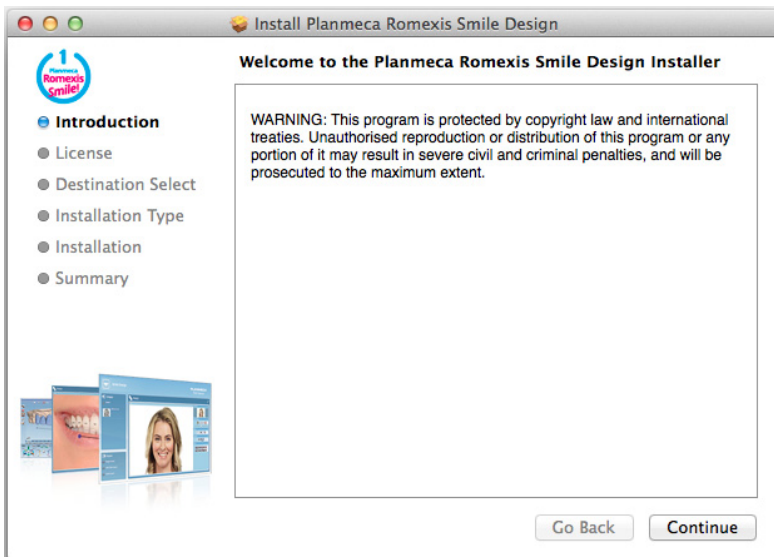 Install Planmeca Romexis Smile Design
1
Planmeca
Romexis
Smile!
Welcome to the Planmeca Romexis Smile Design Installer
Introduction
License
Destination Select
Installation Type
Installation
Summary
WARNING: This program is protected by copyright law and international
treaties. Unauthorised reproduction or distribution of this program or any
portion of it may result in severe civil and criminal penalties, and will be
prosecuted to the maximum extent.
Go Back
Continue